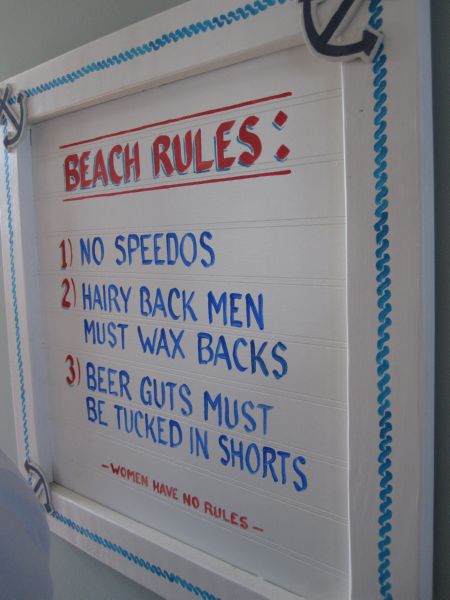 BEACH RULES:
1) NO SPEEDOS
2) HAIRY BACK MEN
MUST WAX BACKS
3) BEER GUTS MUST
BE TUCKED IN SHORTS
-WOMEN HAVE NO RULES-